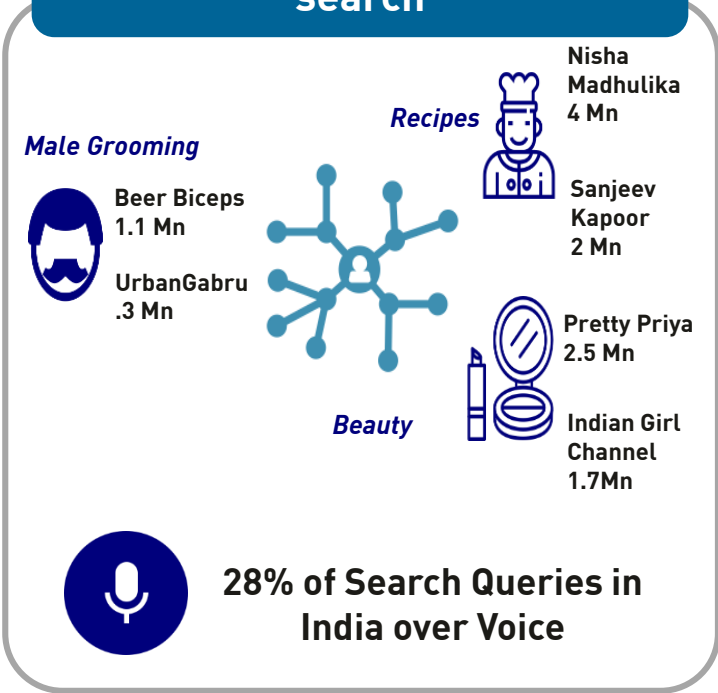 search
Male Grooming
Beer Biceps
1.1 Mn
UrbanGabru
.3 Mn
Recipes
Nisha
Madhulika
4 Mn
Sanjeev
Kapoor
2 Mn
Beauty
Pretty Priya
2.5 Mn
Indian Girl
Channel
1.7Mn
28% of Search Queries in
India over Voice